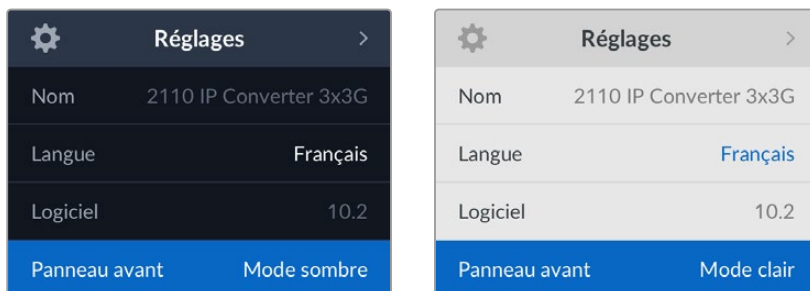 Réglages
Nom 2110 IP Converter 3x3G
Langue Français
Logiciel 10.2
Panneau avant Mode sombre
Réglages
Nom 2110 IP Converter 3x3G
Langue Français
Logiciel 10.2
Panneau avant Mode clair